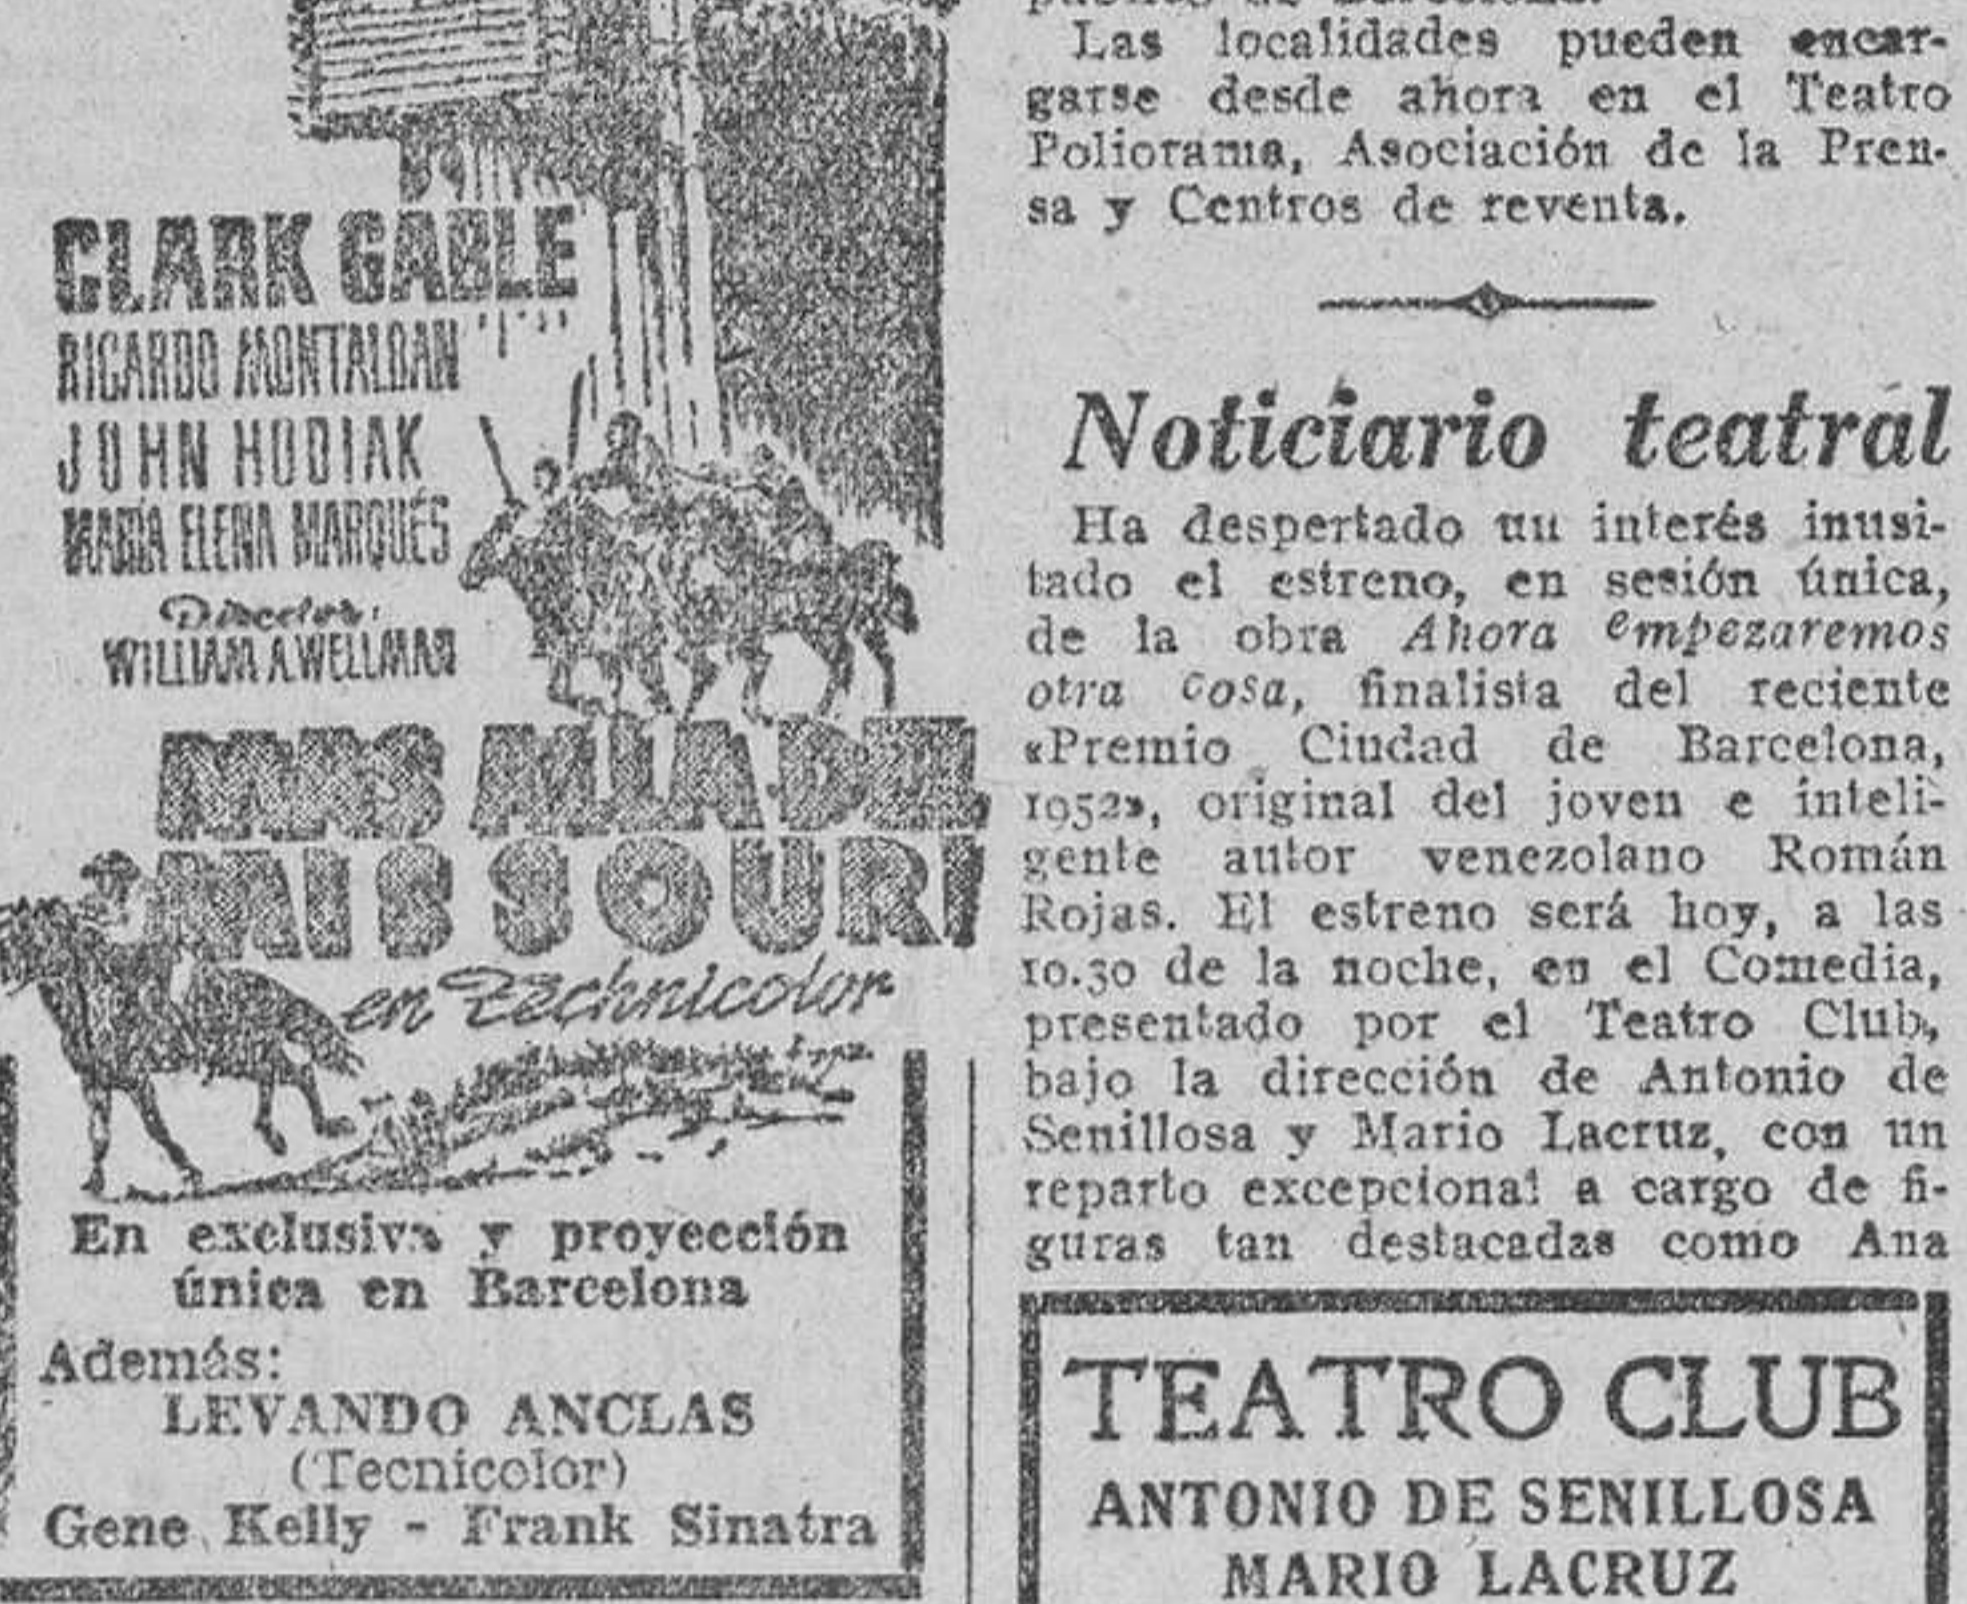 CLARK GABLE
RICARDO MONTALBAN
JOHN HODIAK
MARÍA ELENA MARQUÉS
Director:
WILLIAM A. WELLMAN
MAS ALLA DEL
MISSOURI
en Technicolor
En exclusiva y proyección
única en Barcelona
Además:
LEVANDO ANCLAS
(Tecnicolor)
Gene Kelly - Frank Sinatra
Las localidades pueden encar-
garse desde ahora en el Teatro
Poliorama, Asociación de la Pren-
sa y Centros de reventa.
Noticiario teatral
Ha despertado un interés inusi-
tado el estreno, en sesión única,
de la obra Ahora empezaremos
otra cosa, finalista del reciente
«Premio Ciudad de Barcelona,
1952», original del joven e inteli-
gente autor venezolano Román
Rojas. El estreno será hoy, a las
10.30 de la noche, en el Comedia,
presentado por el Teatro Club,
bajo la dirección de Antonio de
Senillosa y Mario Lacruz, con un
reparto excepcional a cargo de fi-
guras tan destacadas como Ana
TEATRO CLUB
ANTONIO DE SENILLOSA
MARIO LACRUZ